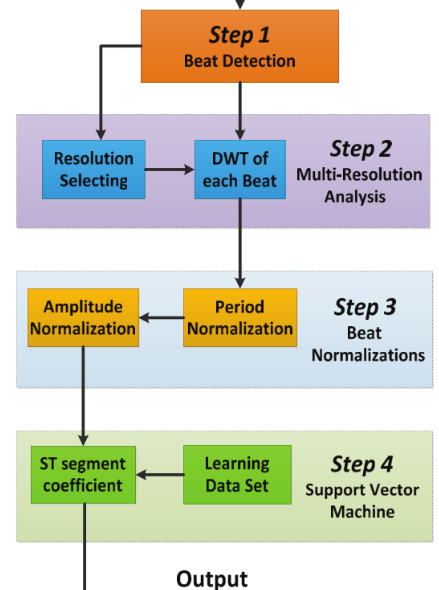 Step 1
Beat Detection
Resolution
Selecting
DWT of
each Beat
Step 2
Multi-Resolution
Analysis
Amplitude
Normalization
Period
Normalization
Step 3
Beat
Normalizations
ST segment
coefficient
Learning
Data Set
Step 4
Support Vector
Machine
Output